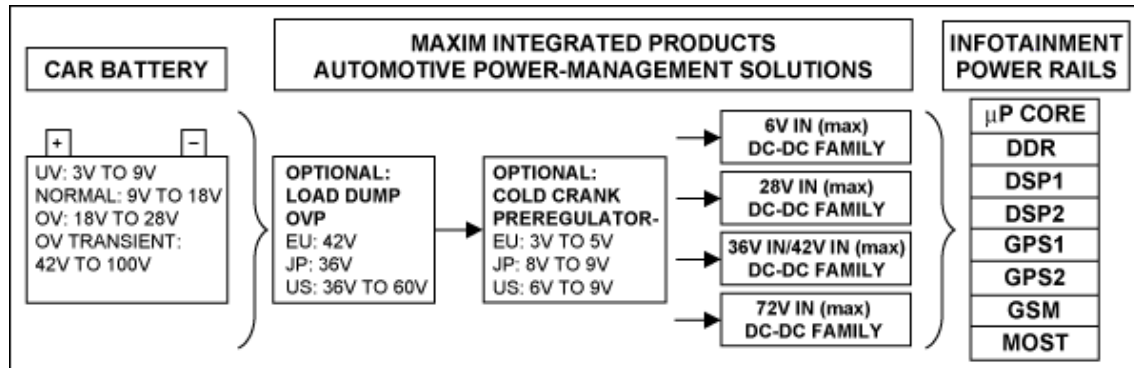 CAR BATTERY
MAXIM INTEGRATED PRODUCTS
AUTOMOTIVE POWER-MANAGEMENT SOLUTIONS
INFOTAINMENT
POWER RAILS
+
−
UV: 3V TO 9V
NORMAL: 9V TO 18V
OV: 18V TO 28V
OV TRANSIENT:
42V TO 100V
OPTIONAL:
LOAD DUMP
OVP
EU: 42V
JP: 36V
US: 36V TO 60V
OPTIONAL:
COLD CRANK
PREREGULATOR-
EU: 3V TO 5V
JP: 8V TO 9V
US: 6V TO 9V
6V IN (max)
DC-DC FAMILY
28V IN (max)
DC-DC FAMILY
36V IN/42V IN (max)
DC-DC FAMILY
72V IN (max)
DC-DC FAMILY
μP CORE
DDR
DSP1
DSP2
GPS1
GPS2
GSM
MOST